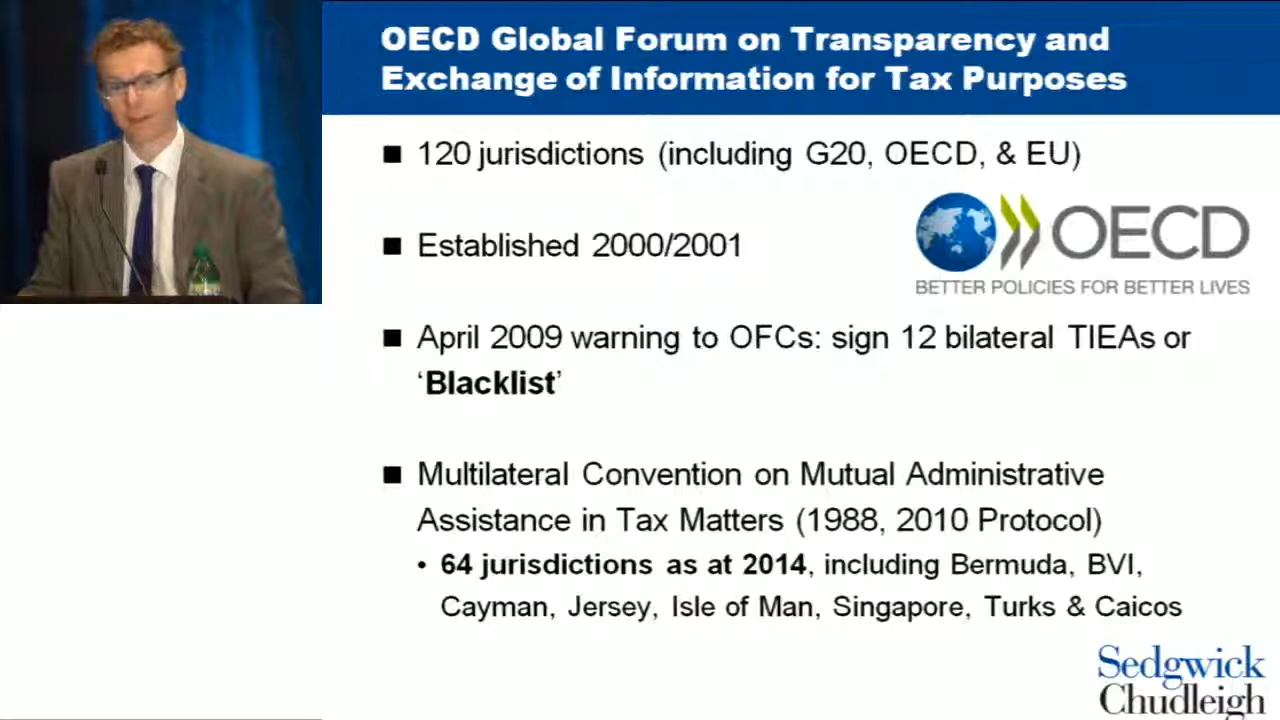 OECD Global Forum on Transparency and
Exchange of Information for Tax Purposes
■ 120 jurisdictions (including G20, OECD, & EU)
■ Established 2000/2001
OECD
BETTER POLICIES FOR BETTER LIVES
■ April 2009 warning to OFCs: sign 12 bilateral TIEAs or
‘Blacklist’
■ Multilateral Convention on Mutual Administrative
Assistance in Tax Matters (1988, 2010 Protocol)
• 64 jurisdictions as at 2014, including Bermuda, BVI,
Cayman, Jersey, Isle of Man, Singapore, Turks & Caicos
Sedgwick
Chudleigh